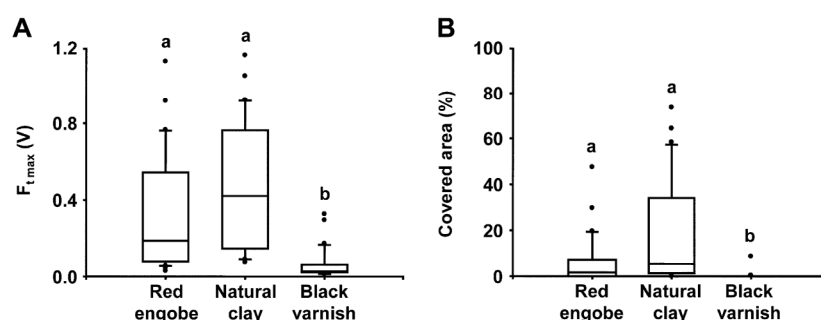 A
B
1.2
0.8
0.4
0.0
F t max (V)
a
a
b
Red engobe
Natural clay
Black varnish
100
80
60
40
20
0
Covered area (%)
a
a
b
Red engobe
Natural clay
Black varnish